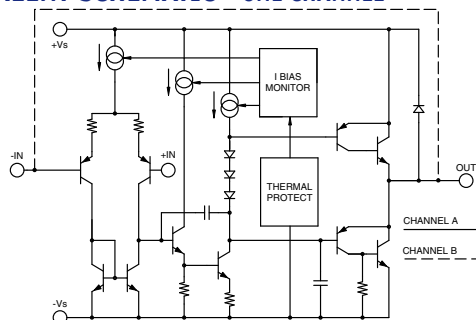 +Vs
I BIAS
MONITOR
-IN
+IN
THERMAL
PROTECT
OUT
CHANNEL A
CHANNEL B
-Vs